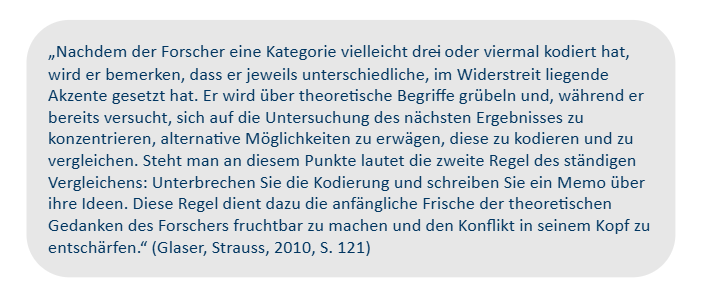 „Nachdem der Forscher eine Kategorie vielleicht drei oder viermal kodiert hat,
wird er bemerken, dass er jeweils unterschiedliche, im Widerstreit liegende
Akzente gesetzt hat. Er wird über theoretische Begriffe grübeln und, während er
bereits versucht, sich auf die Untersuchung des nächsten Ergebnisses zu
konzentrieren, alternative Möglichkeiten zu erwägen, diese zu kodieren und zu
vergleichen. Steht man an diesem Punkte lautet die zweite Regel des ständigen
Vergleichens: Unterbrechen Sie die Kodierung und schreiben Sie ein Memo über
ihre Ideen. Diese Regel dient dazu die anfängliche Frische der theoretischen
Gedanken des Forschers fruchtbar zu machen und den Konflikt in seinem Kopf zu
entschärfen.“ (Glaser, Strauss, 2010, S. 121)